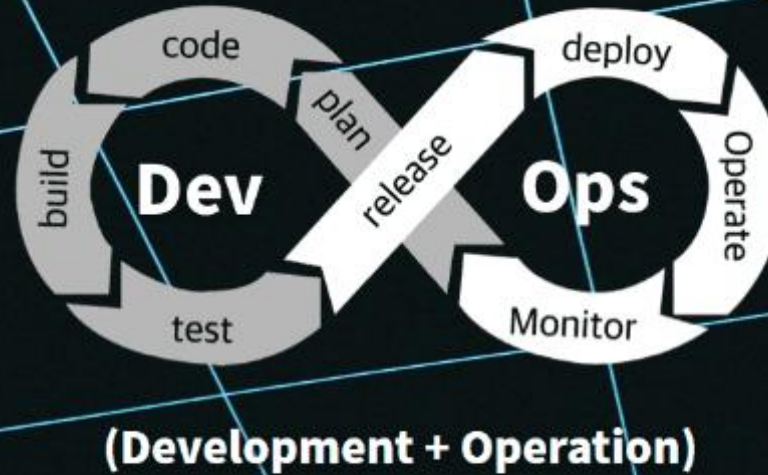 code
plan
build
Dev
test
release
deploy
Ops
Operate
Monitor
(Development + Operation)